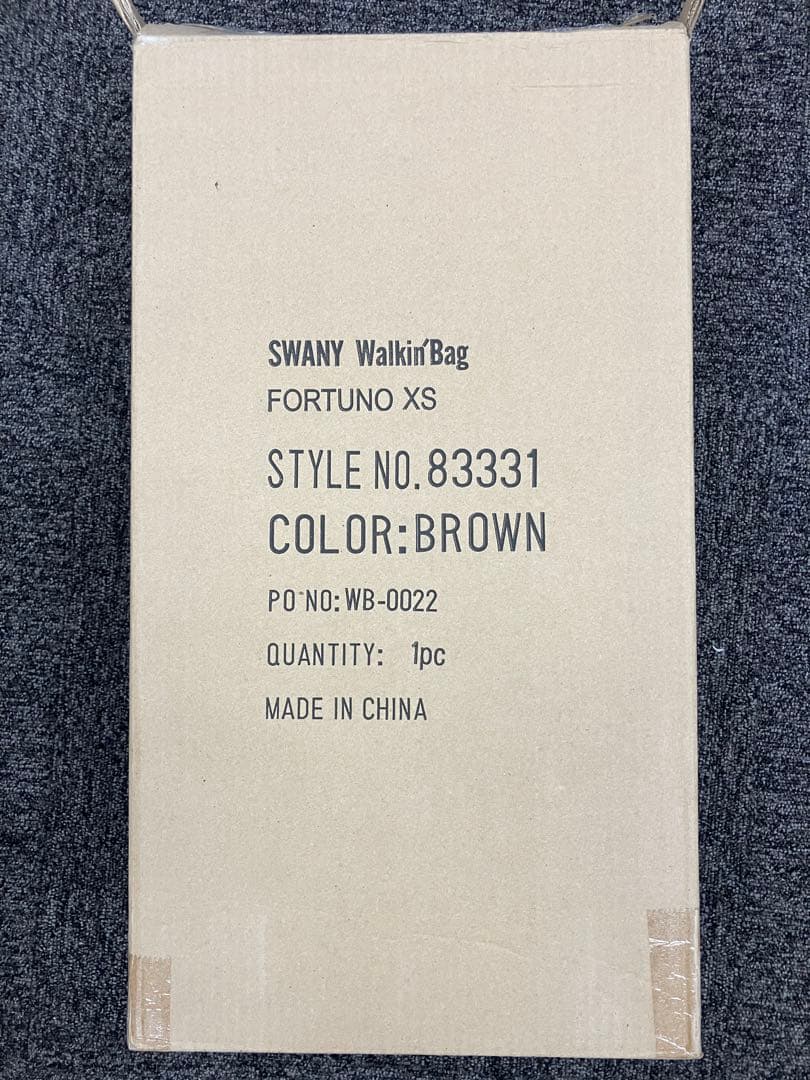 SWANY Walkin'Bag
FORTUNO XS
STYLE NO. 83331
COLOR:BROWN
PO NO: WB-0022
QUANTITY: 1pc
MADE IN CHINA